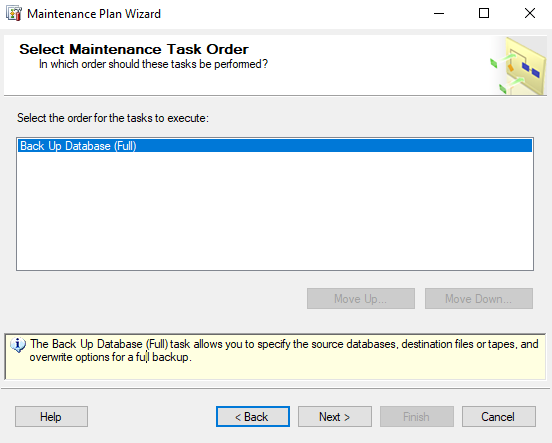 Maintenance Plan Wizard
Select Maintenance Task Order
In which order should these tasks be performed?
Select the order for the tasks to execute:
Back Up Database (Full)
Move Up...
Move Down...
The Back Up Database (Full) task allows you to specify the source databases, destination files or tapes, and
overwrite options for a full backup.
Help
< Back
Next >
Finish
Cancel